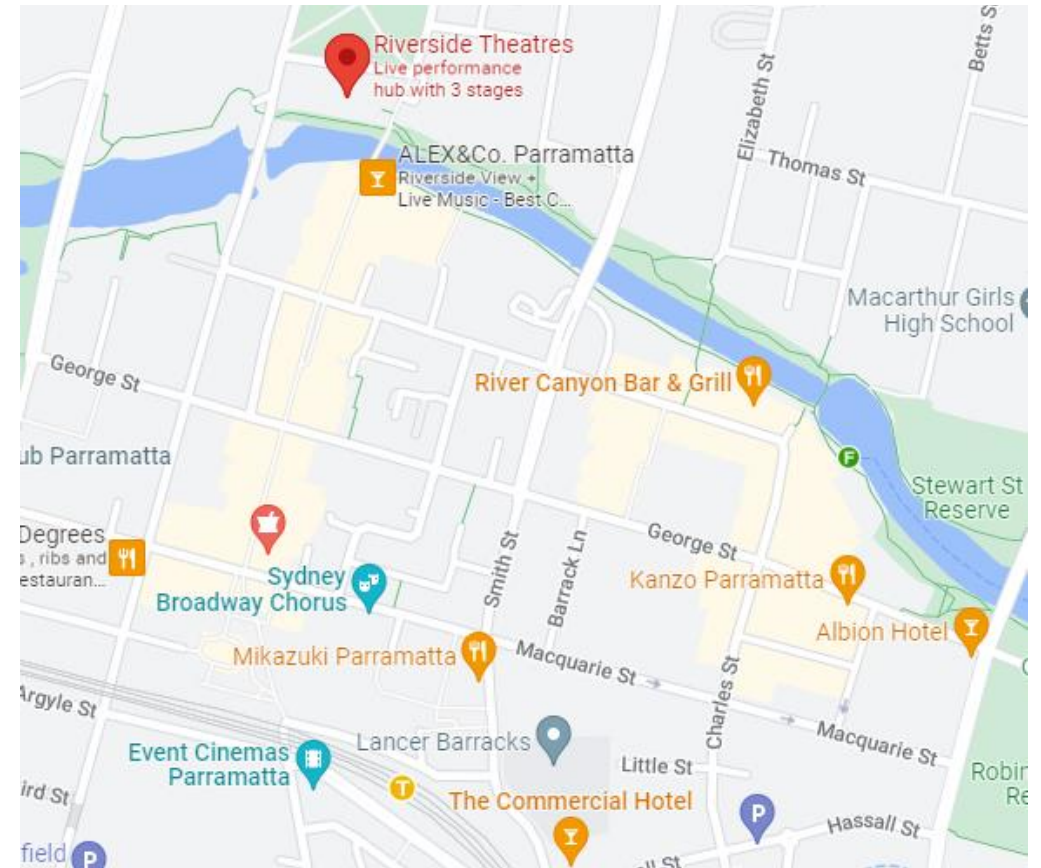 Riverside Theatres
Live performance
hub with 3 stages
Betts S
Elizabeth St
ALEX&Co. Parramatta
Riverside View +
Live Music - Best C...
Thomas St
Macarthur Girls
High School
George St
River Canyon Bar & Grill
ub Parramatta
F
Stewart St
Reserve
Degrees
s, ribs and
estauran...
Smith St
Barrack Ln
George St
Sydney
Broadway Chorus
Kanzo Parramatta
Albion Hotel
Mikazuki Parramatta
Macquarie St
Charles St
Argyle St
Lancer Barracks
Macquarie St
Event Cinemas
Parramatta
Little St
Robin
Re
T
ird St
The Commercial Hotel
P
Hassall St
field
P
ll St